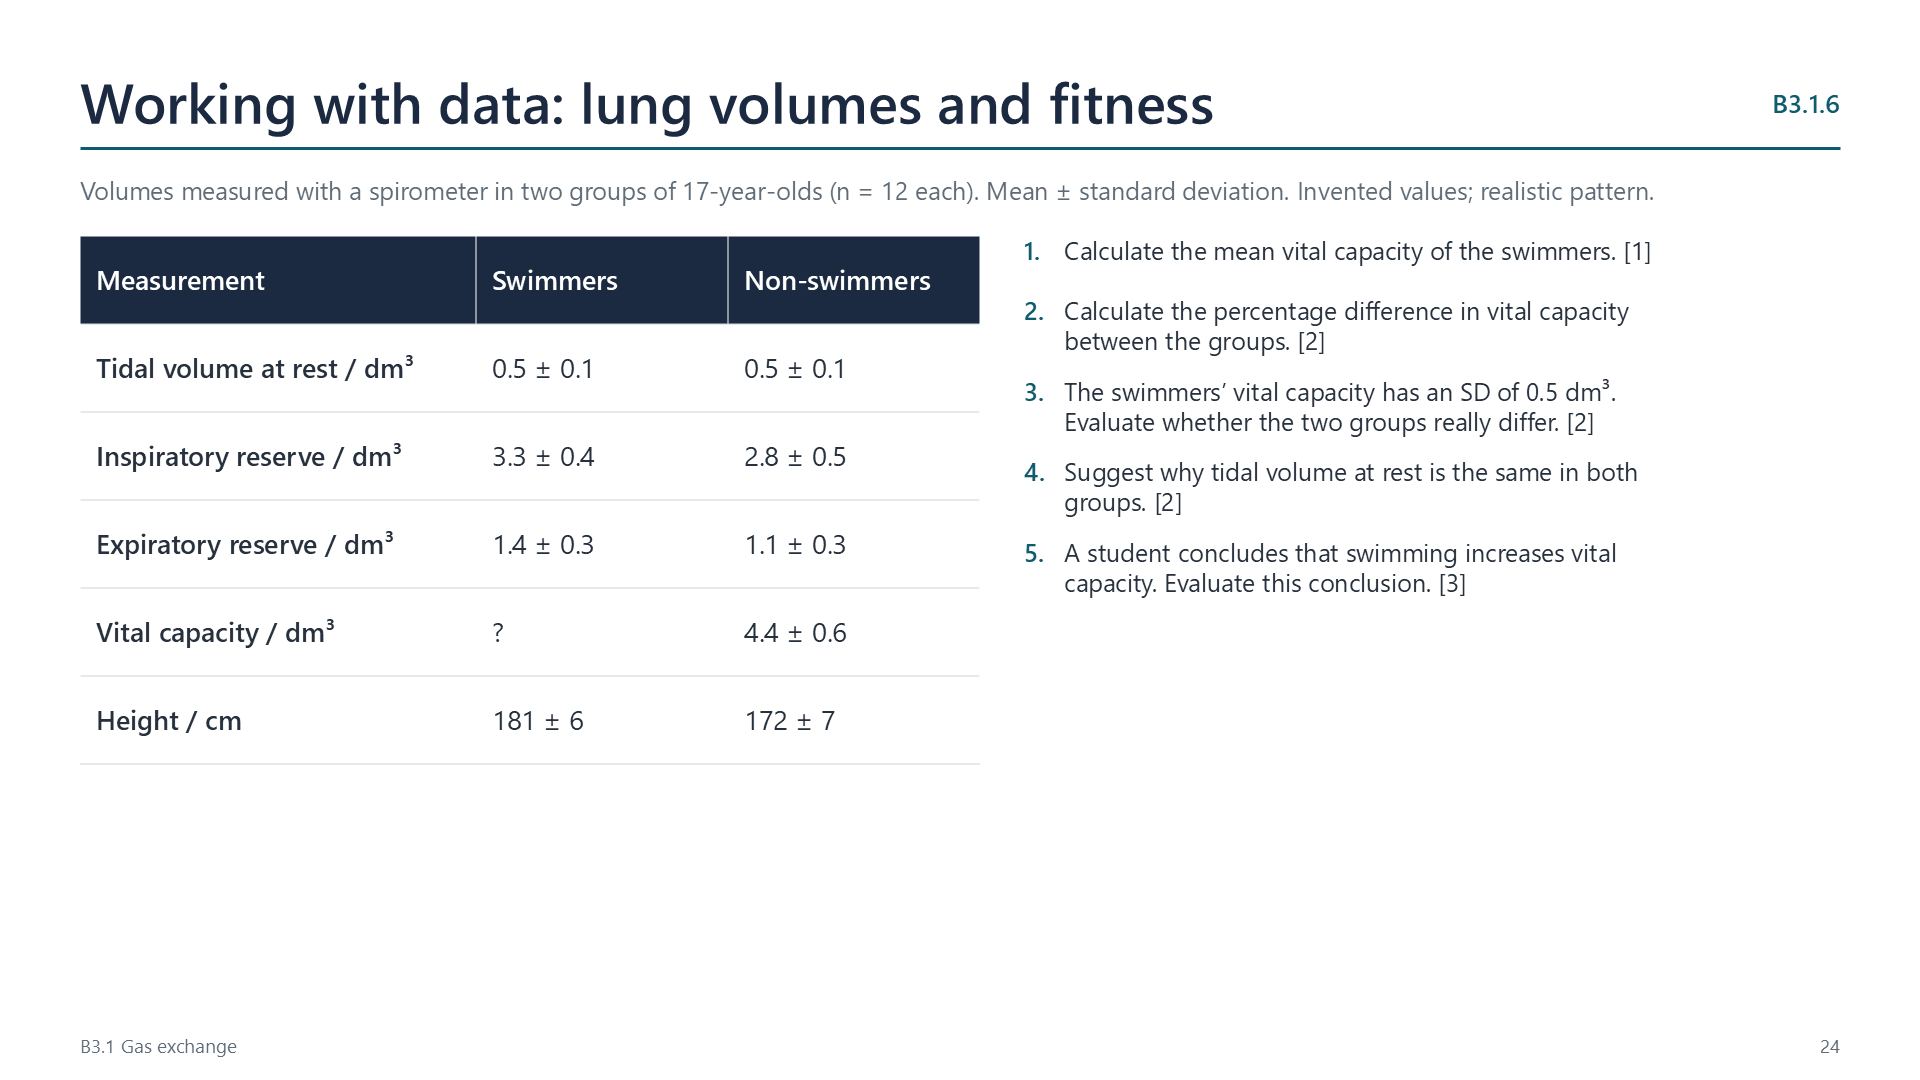 Working with data: lung volumes and fitness
B3.1.6
Volumes measured with a spirometer in two groups of 17-year-olds (n = 12 each). Mean ± standard deviation. Invented values; realistic pattern.
Measurement Swimmers Non-swimmers
Tidal volume at rest / dm³ 0.5 ± 0.1 0.5 ± 0.1
Inspiratory reserve / dm³ 3.3 ± 0.4 2.8 ± 0.5
Expiratory reserve / dm³ 1.4 ± 0.3 1.1 ± 0.3
Vital capacity / dm³ ? 4.4 ± 0.6
Height / cm 181 ± 6 172 ± 7
1. Calculate the mean vital capacity of the swimmers. [1]
2. Calculate the percentage difference in vital capacity
between the groups. [2]
3. The swimmers’ vital capacity has an SD of 0.5 dm³.
Evaluate whether the two groups really differ. [2]
4. Suggest why tidal volume at rest is the same in both
groups. [2]
5. A student concludes that swimming increases vital
capacity. Evaluate this conclusion. [3]
B3.1 Gas exchange
24